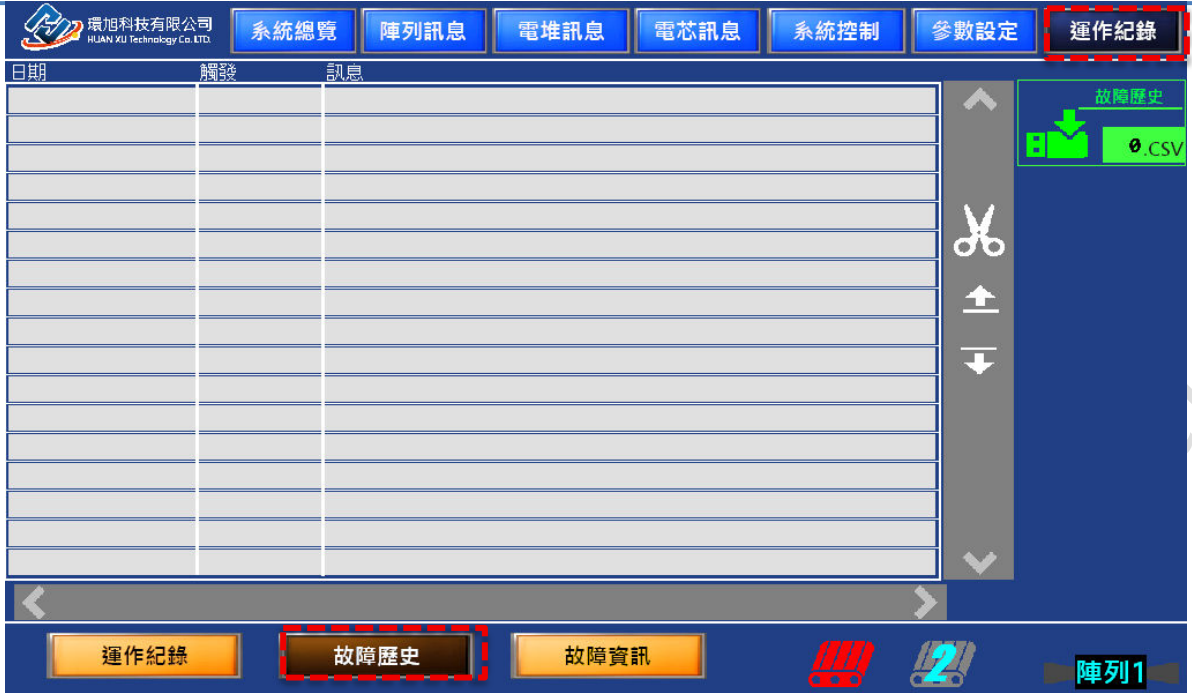 環旭科技有限公司
HUAN XU Technology Co. LTD.
系統總覽 陣列訊息 電堆訊息 電芯訊息 系統控制 參數設定 運作紀錄
日期 觸發 訊息
故障歷史
0.CSV
運作紀錄 故障歷史 故障資訊 2 陣列1